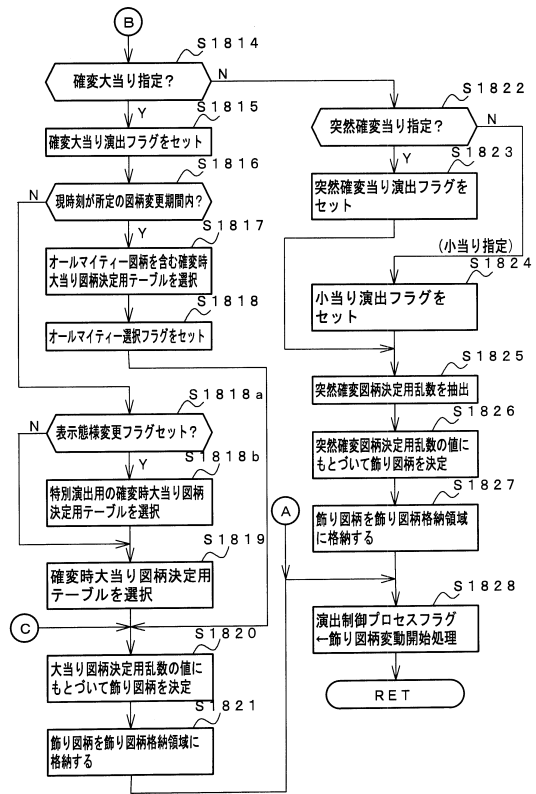 B
S1814
確変大当り指定?
N
Y
S1815
確変大当り演出フラグをセット
S1816
N
現時刻が所定の図柄変更期間内?
Y
S1817
オールマイティー図柄を含む確変時
大当り図柄決定用テーブルを選択
S1818
オールマイティー選択フラグをセット
S1818a
N
表示態様変更フラグセット?
Y
S1818b
特別演出用の確変時大当り図柄
決定用テーブルを選択
S1819
確変時大当り図柄決定用
テーブルを選択
C
S1820
大当り図柄決定用乱数の値に
もとづいて飾り図柄を決定
S1821
飾り図柄を飾り図柄格納領域に
格納する
S1822
突然確変当り指定?
N
Y
S1823
突然確変当り演出フラグを
セット
(小当り指定)
S1824
小当り演出フラグを
セット
S1825
突然確変図柄決定用乱数を抽出
S1826
突然確変図柄決定用乱数の値に
もとづいて飾り図柄を決定
S1827
A
飾り図柄を飾り図柄格納領域
に格納する
S1828
演出制御プロセスフラグ
←飾り図柄変動開始処理
RET